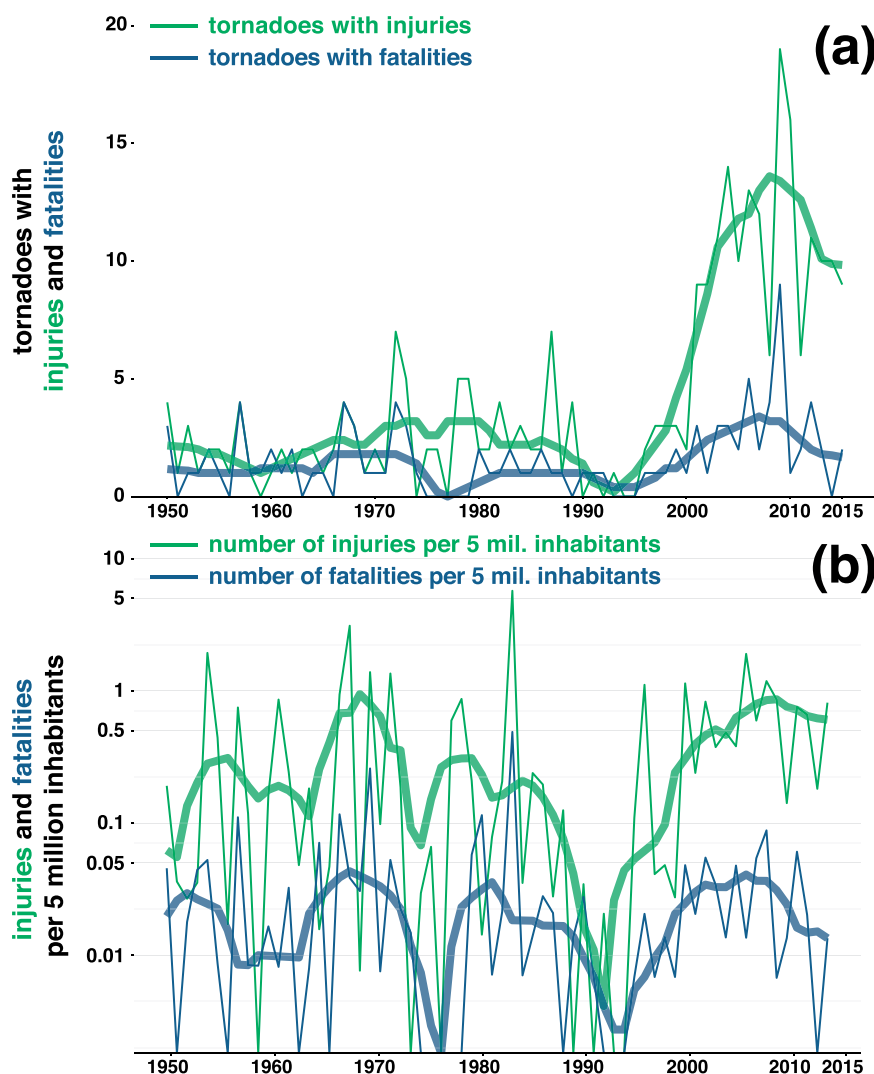 20
tornadoes with injuries
tornadoes with fatalities
(a)
15
10
5
0
tornadoes with
injuries and fatalities
1950 1960 1970 1980 1990 2000 2010 2015
number of injuries per 5 mil. inhabitants
number of fatalities per 5 mil. inhabitants
(b)
10
5
1
0.5
0.1
0.05
0.01
injuries and fatalities
per 5 million inhabitants
1950 1960 1970 1980 1990 2000 2010 2015